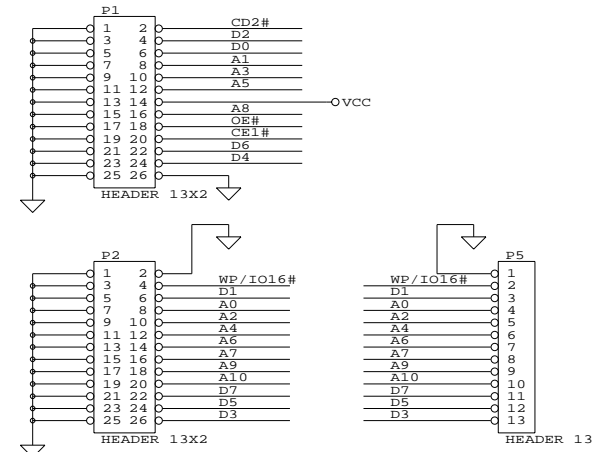 P1
1 2 CD2#
3 4 D2
5 6 D0
7 8 A1
9 10 A3
11 12 A5
13 14 VCC
15 16 A8
17 18 OE#
19 20 CE1#
21 22 D6
23 24 D4
25 26
HEADER 13X2
P2
1 2
3 4 WP/IO16#
5 6 D1
7 8 A0
9 10 A2
11 12 A4
13 14 A6
15 16 A7
17 18 A9
19 20 A10
21 22 D7
23 24 D5
25 26 D3
HEADER 13X2
P5
1
WP/IO16# 2
D1 3
A0 4
A2 5
A4 6
A6 7
A7 8
A9 9
A10 10
D7 11
D5 12
D3 13
HEADER 13